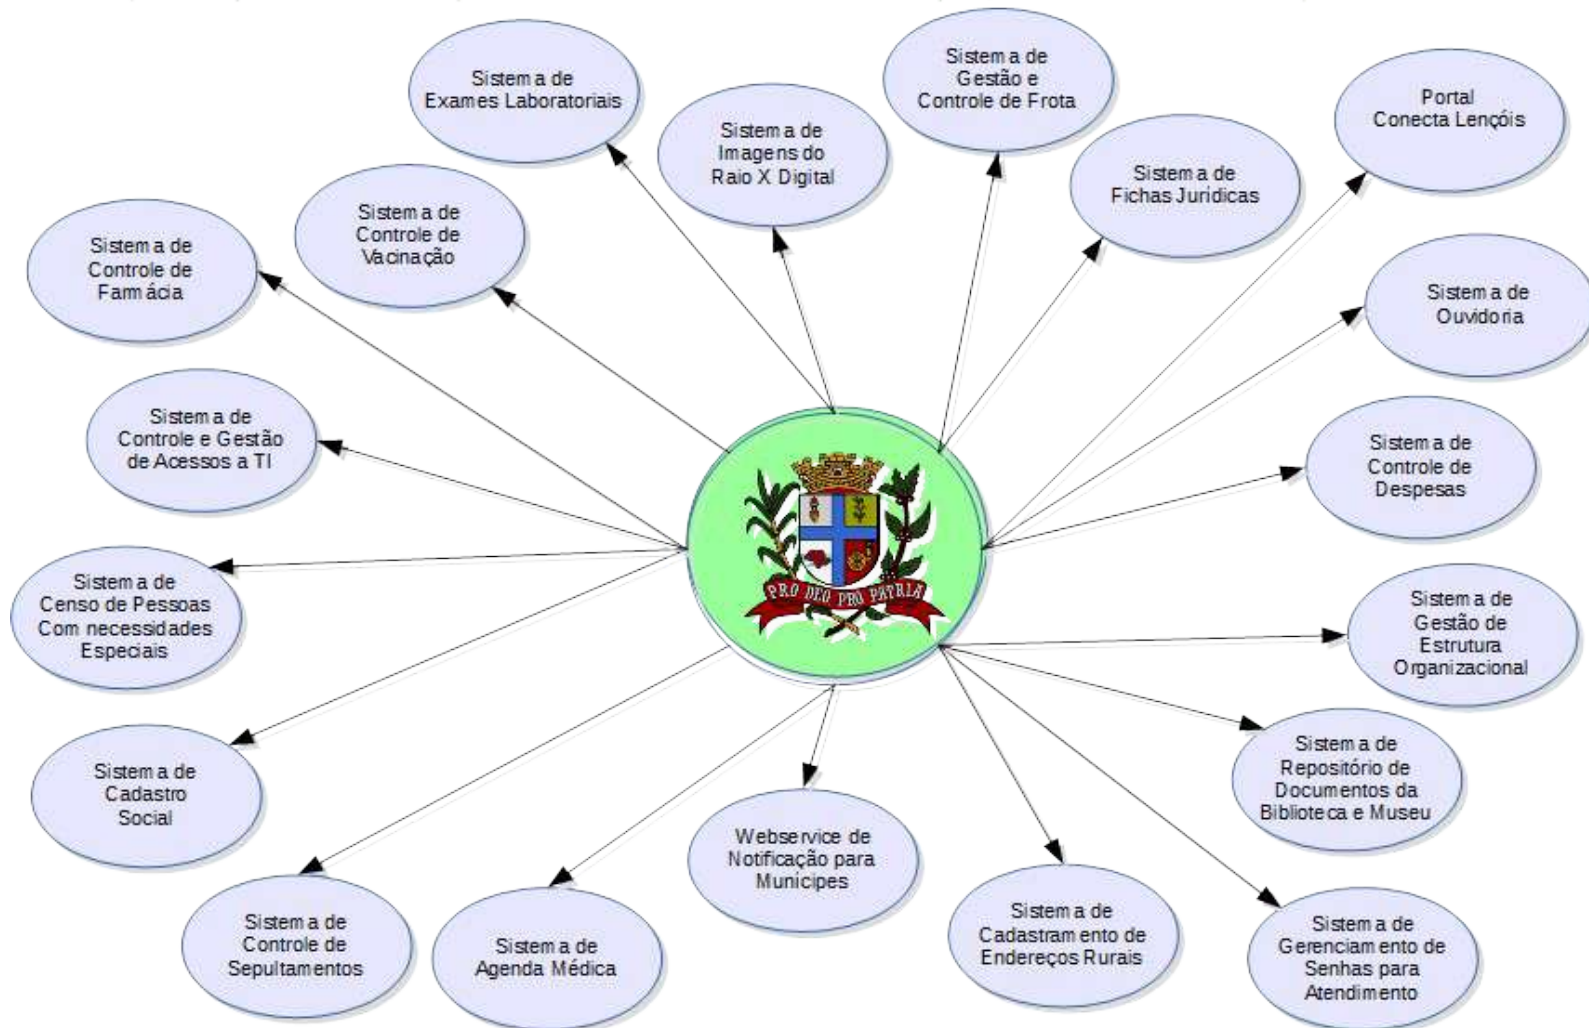 Sistema de
Exames Laboratoriais
Sistema de
Imagens do
Raio X Digital
Sistema de
Gestão e
Controle de Frota
Sistema de
Fichas Jurídicas
Portal
Conecta Lençóis
Sistema de
Controle de
Farmácia
Sistema de
Controle de
Vacinação
Sistema de
Ouvidoria
Sistema de
Controle e Gestão
de Acessos a TI
Sistema de
Controle de
Despesas
PRO DEO PRO PATRIA
Sistema de
Censo de Pessoas
Com necessidades
Especiais
Sistema de
Gestão de
Estrutura
Organizacional
Sistema de
Cadastro
Social
Sistema de
Repositório de
Documentos da
Biblioteca e Museu
Webservice de
Notificação para
Munícipes
Sistema de
Controle de
Sepultamentos
Sistema de
Agenda Médica
Sistema de
Cadastramento de
Endereços Rurais
Sistema de
Gerenciamento de
Senhas para
Atendimento